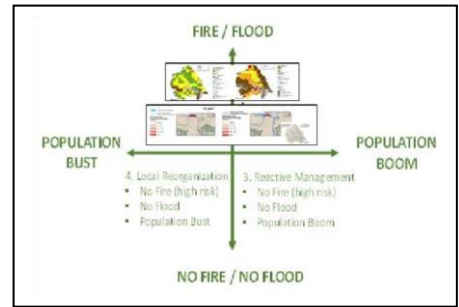 FIRE / FLOOD
POPULATION
BUST
POPULATION
BOOM
4. Local Reorganization
▪ No Fire (high risk)
▪ No Flood
▪ Population Bust
3. Reactive Management
▪ No Fire (high risk)
▪ No Flood
▪ Population Boom
NO FIRE / NO FLOOD